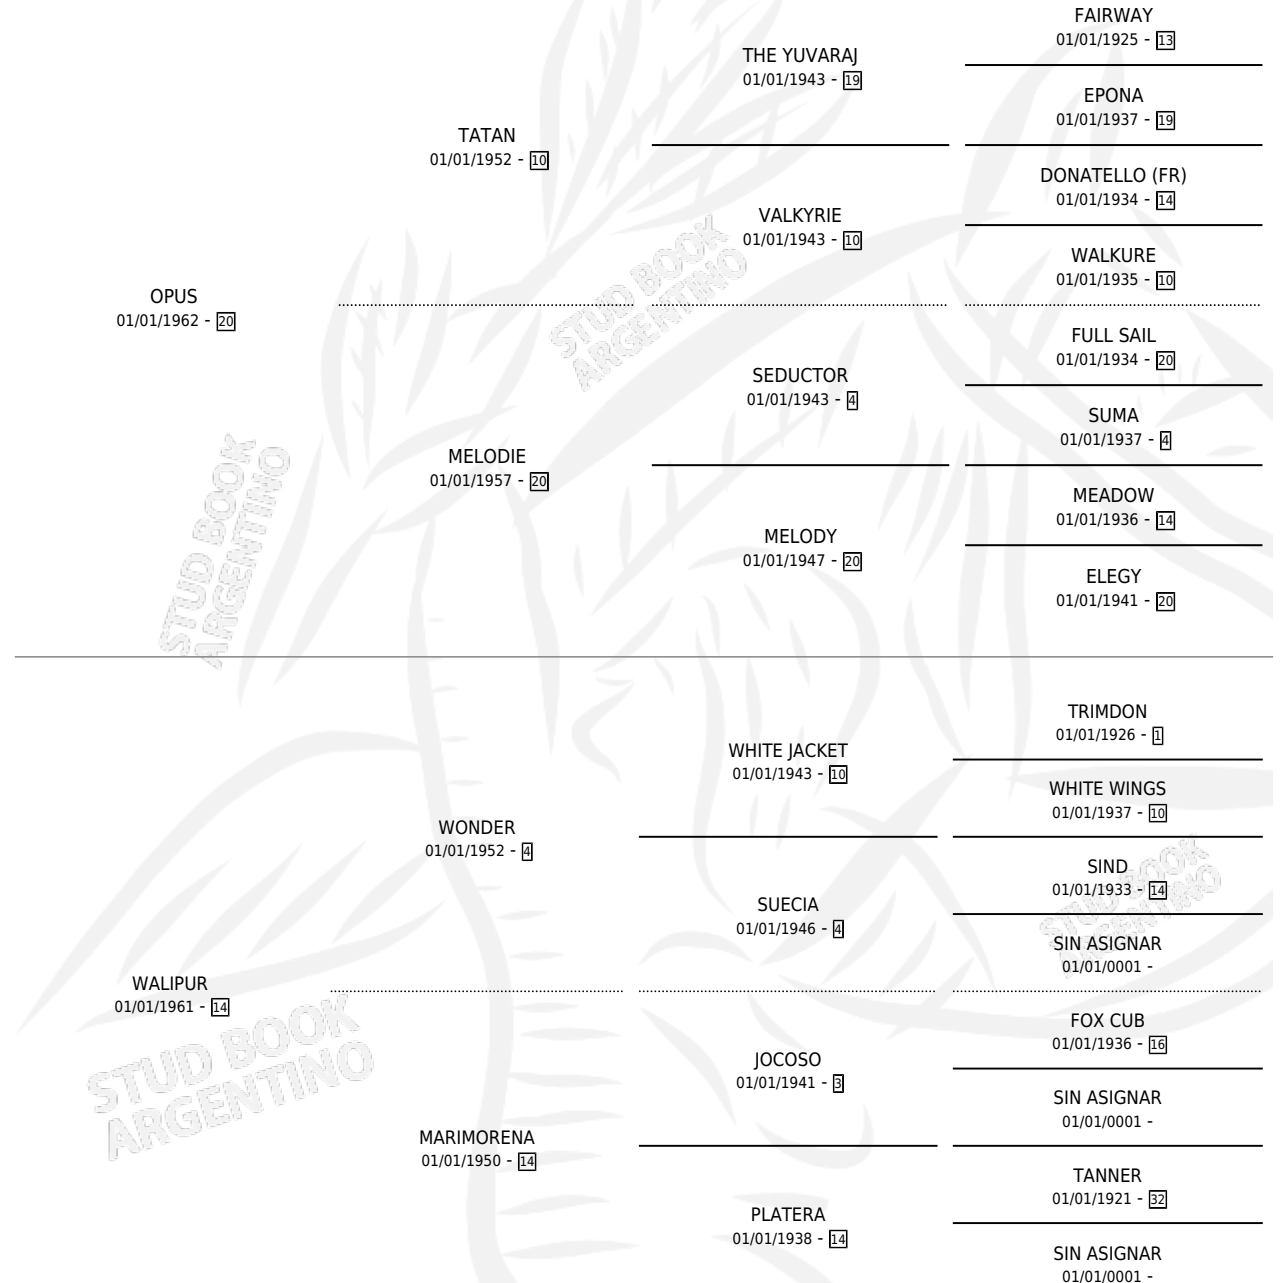 FAIRWAY
01/01/1925 - 13
THE YUVARAJ
01/01/1943 - 19
EPONA
01/01/1937 - 19
TATAN
01/01/1952 - 10
DONATELLO (FR)
01/01/1934 - 14
VALKYRIE
01/01/1943 - 10
WALKURE
01/01/1935 - 10
OPUS
01/01/1962 - 20
STUD BOOK
ARGENTINO
FULL SAIL
01/01/1934 - 20
SEDUCTOR
01/01/1943 - 4
SUMA
01/01/1937 - 4
MELODIE
01/01/1957 - 20
MEADOW
01/01/1936 - 14
MELODY
01/01/1947 - 20
ELEGY
01/01/1941 - 20
STUD BOOK
ARGENTINO
TRIMDON
01/01/1926 - 1
WHITE JACKET
01/01/1943 - 10
WHITE WINGS
01/01/1937 - 10
WONDER
01/01/1952 - 4
SIND
01/01/1933 - 14
SUECIA
01/01/1946 - 4
STUD BOOK
ARGENTINO
SIN ASIGNAR
01/01/0001 -
WALIPUR
01/01/1961 - 14
FOX CUB
01/01/1936 - 16
STUD BOOK
ARGENTINO
JOCOSO
01/01/1941 - 3
SIN ASIGNAR
01/01/0001 -
MARIMORENA
01/01/1950 - 14
TANNER
01/01/1921 - 32
PLATERA
01/01/1938 - 14
SIN ASIGNAR
01/01/0001 -